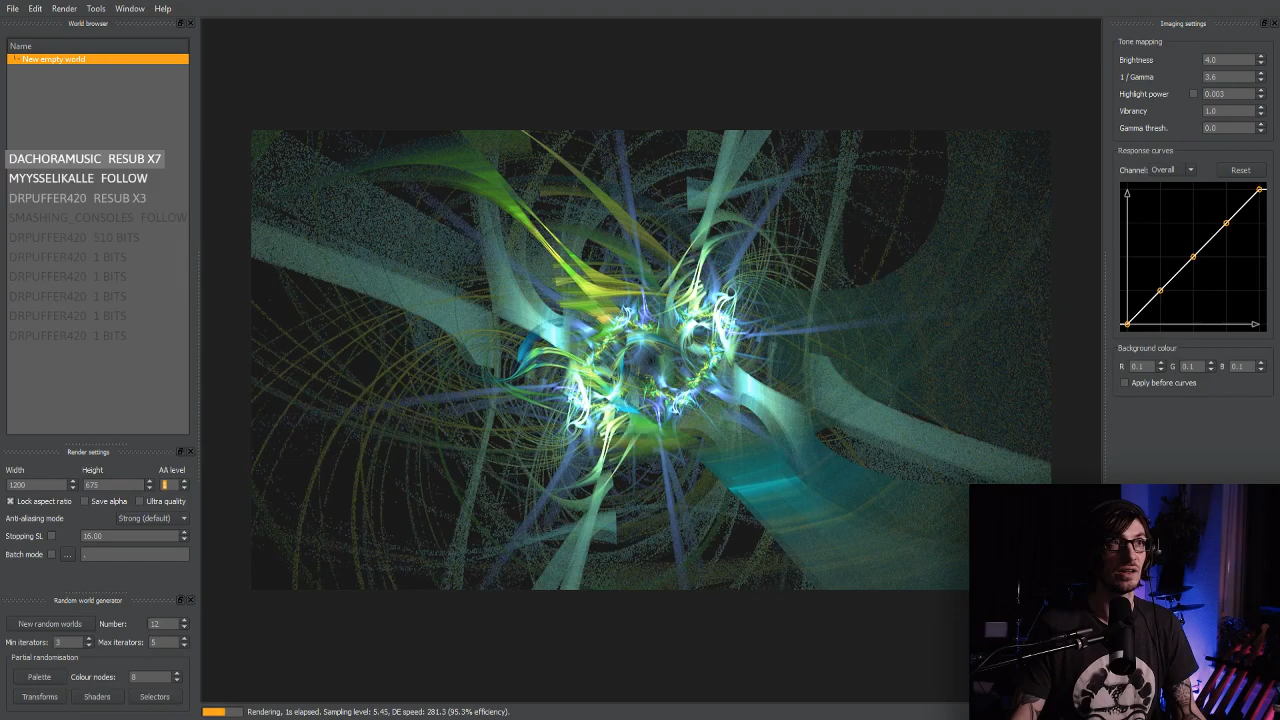 File Edit Render Tools Window Help
World browser
Name
New empty world
DACHORAMUSIC RESUB X7
MYYSSELIKALLE FOLLOW
DRPUFFER420 RESUB X3
SMASHING_CONSOLES FOLLOW
DRPUFFER420 510 BITS
DRPUFFER420 1 BITS
DRPUFFER420 1 BITS
DRPUFFER420 1 BITS
DRPUFFER420 1 BITS
DRPUFFER420 1 BITS
Render settings
Width Height AA level
1200 675
Lock aspect ratio Save alpha Ultra quality
Anti-aliasing mode Strong (default)
Stopping SL 16.00
Batch mode ... .
Random world generator
New random worlds Number: 12
Min iterators: 3 Max iterators: 5
Partial randomisation
Palette Colour nodes: 8
Transforms Shaders Selectors
Rendering, 1s elapsed. Sampling level: 5.45, DE speed: 281.3 (95.3% efficiency).
Imaging settings
Tone mapping
Brightness 4.0
1 / Gamma 3.6
Highlight power 0.003
Vibrancy 1.0
Gamma thresh. 0.0
Response curves
Channel: Overall Reset
Background colour
R 0.1 G 0.1 B 0.1
Apply before curves